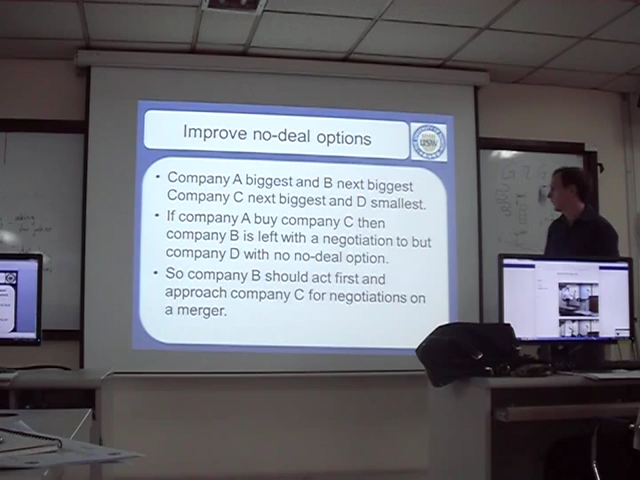 Improve no-deal options
• Company A biggest and B next biggest
Company C next biggest and D smallest.
• If company A buy company C then
company B is left with a negotiation to but
company D with no no-deal option.
• So company B should act first and
approach company C for negotiations on
a merger.